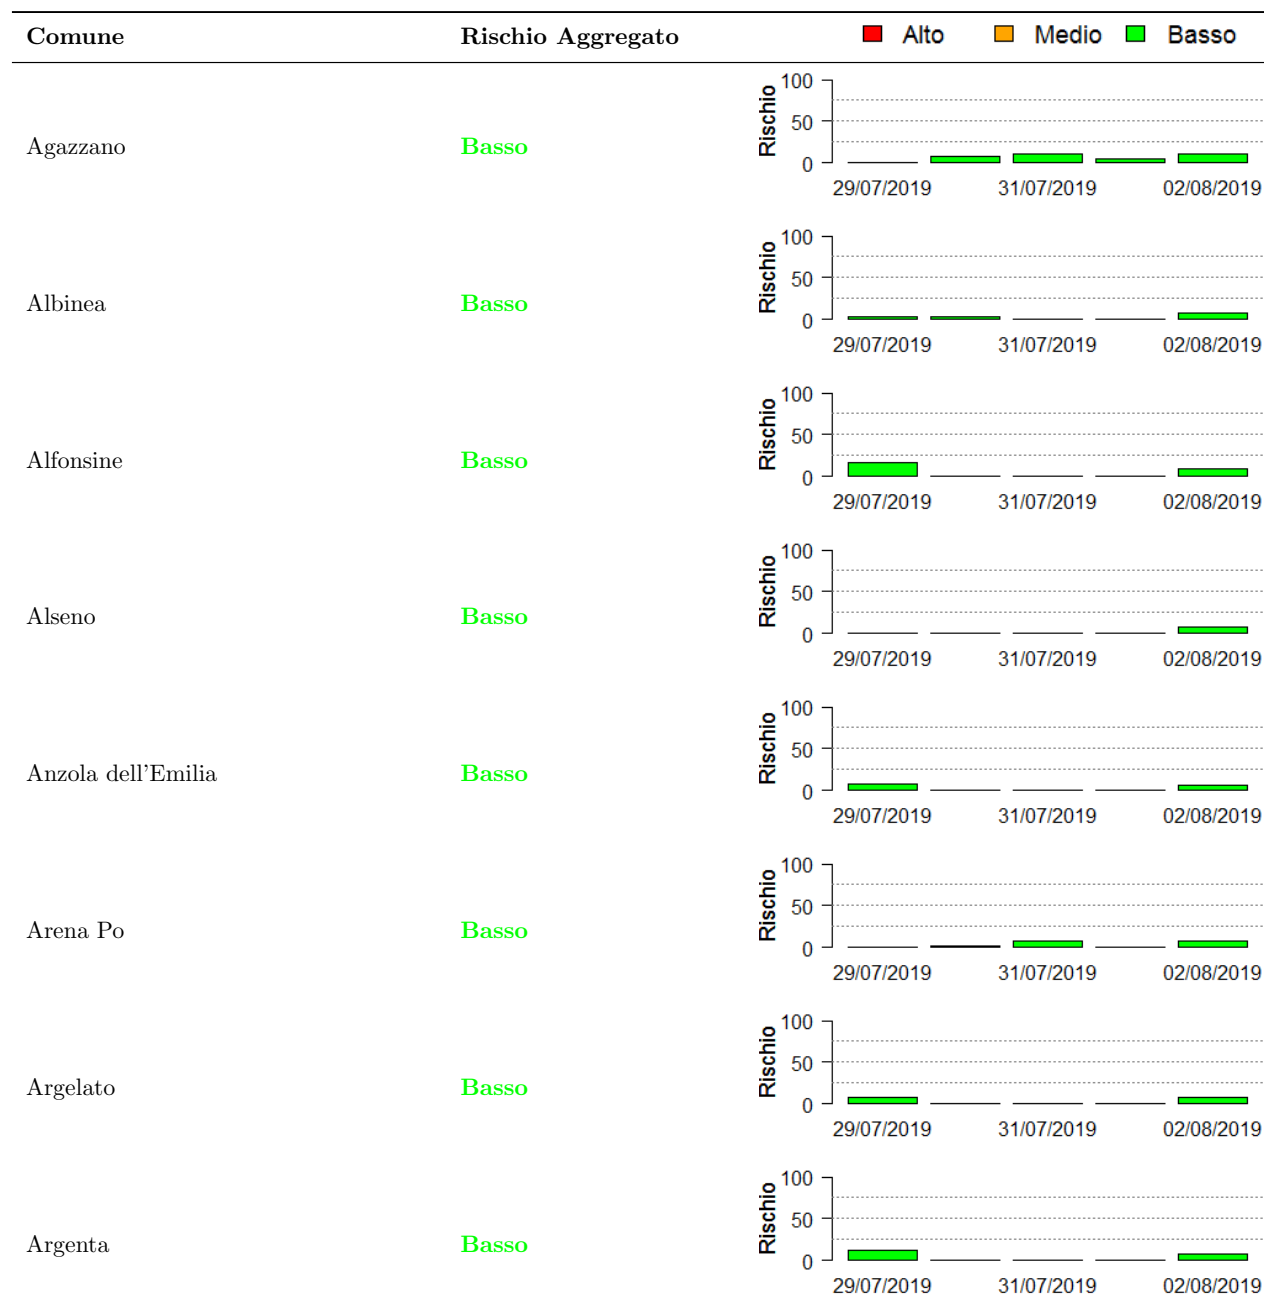 Comune Rischio Aggregato Alto Medio Basso
100
50
0
Rischio
Agazzano Basso
29/07/2019 31/07/2019 02/08/2019
100
50
0
Rischio
Albinea Basso
29/07/2019 31/07/2019 02/08/2019
100
50
0
Rischio
Alfonsine Basso
29/07/2019 31/07/2019 02/08/2019
100
50
0
Rischio
Alseno Basso
29/07/2019 31/07/2019 02/08/2019
100
50
0
Rischio
Anzola dell'Emilia Basso
29/07/2019 31/07/2019 02/08/2019
100
50
0
Rischio
Arena Po Basso
29/07/2019 31/07/2019 02/08/2019
100
50
0
Rischio
Argelato Basso
29/07/2019 31/07/2019 02/08/2019
100
50
0
Rischio
Argenta Basso
29/07/2019 31/07/2019 02/08/2019